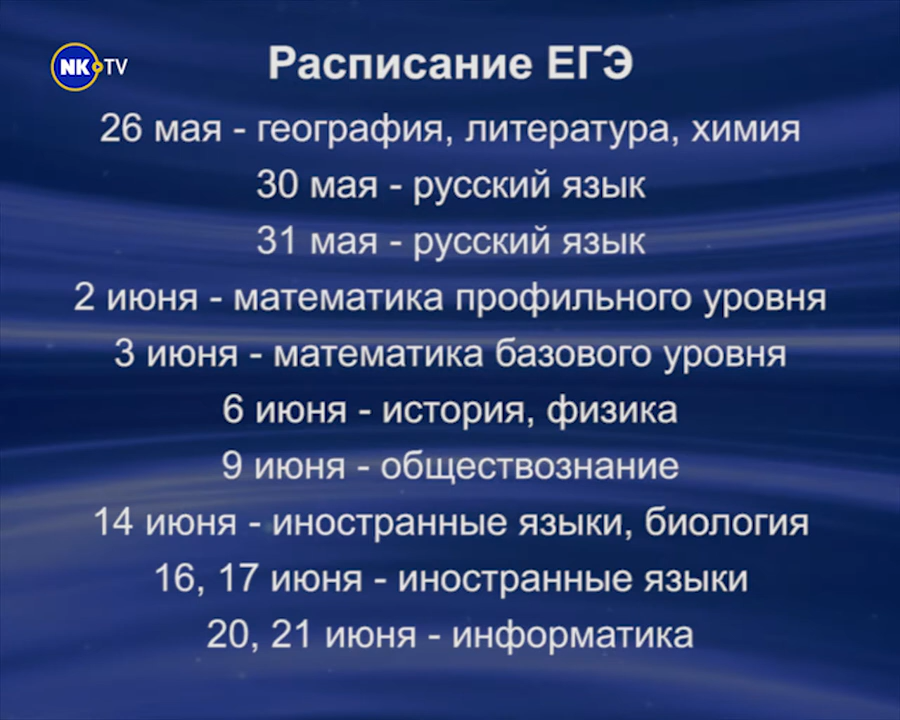 NK TV
Расписание ЕГЭ
26 мая - география, литература, химия
30 мая - русский язык
31 мая - русский язык
2 июня - математика профильного уровня
3 июня - математика базового уровня
6 июня - история, физика
9 июня - обществознание
14 июня - иностранные языки, биология
16, 17 июня - иностранные языки
20, 21 июня - информатика